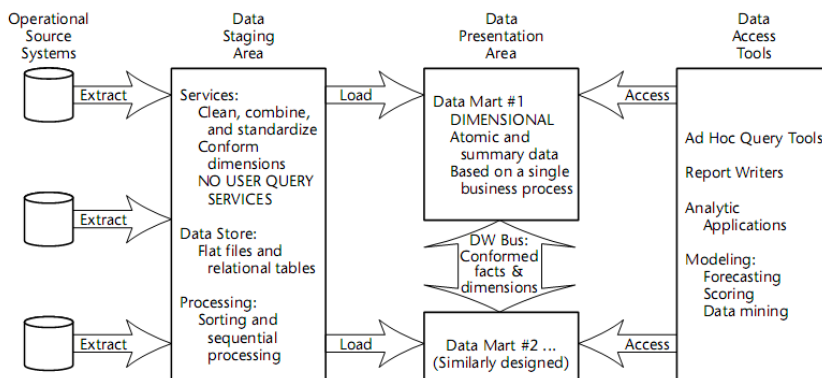 Operational
Source
Systems
Data
Staging
Area
Data
Presentation
Area
Data
Access
Tools
Extract
Extract
Extract
Services:
Clean, combine,
and standardize
Conform
dimensions
NO USER QUERY
SERVICES
Data Store:
Flat files and
relational tables
Processing:
Sorting and
sequential
processing
Load
Load
Data Mart #1
DIMENSIONAL
Atomic and
summary data
Based on a single
business process
DW Bus:
Conformed
facts &
dimensions
Data Mart #2 ...
(Similarly designed)
Access
Access
Ad Hoc Query Tools
Report Writers
Analytic
Applications
Modeling:
Forecasting
Scoring
Data mining